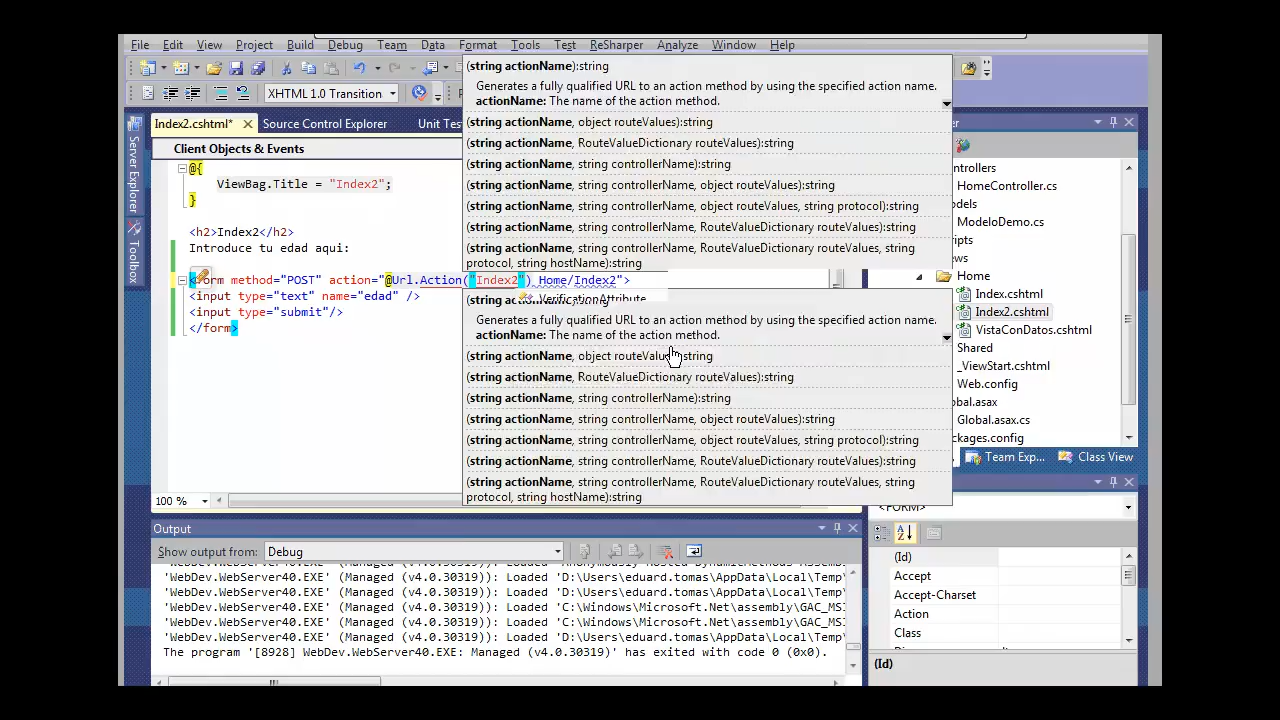 File Edit View Project Build Debug Team Data Format Tools Test ReSharper Analyze Window Help
XHTML 1.0 Transition
Index2.cshtml* Source Control Explorer Unit Tes
Client Objects & Events
Server Explorer
Toolbox
@{
ViewBag.Title = "Index2";
}
<h2>Index2</h2>
Introduce tu edad aqui:
<form method="POST" action="@Url.Action("Index2") Home/Index2">
<input type="text" name="edad" />
<input type="submit"/>
</form>
(string actionName):string
Generates a fully qualified URL to an action method by using the specified action name.
actionName: The name of the action method.
(string actionName, object routeValues):string
(string actionName, RouteValueDictionary routeValues):string
(string actionName, string controllerName):string
(string actionName, string controllerName, object routeValues):string
(string actionName, string controllerName, object routeValues, string protocol):string
(string actionName, string controllerName, RouteValueDictionary routeValues):string
(string actionName, string controllerName, RouteValueDictionary routeValues, string
protocol, string hostName):string
VerificationAttribute
Generates a fully qualified URL to an action method by using the specified action name.
actionName: The name of the action method.
(string actionName, object routeValues):string
(string actionName, RouteValueDictionary routeValues):string
(string actionName, string controllerName):string
(string actionName, string controllerName, object routeValues):string
(string actionName, string controllerName, object routeValues, string protocol):string
(string actionName, string controllerName, RouteValueDictionary routeValues):string
(string actionName, string controllerName, RouteValueDictionary routeValues, string
protocol, string hostName):string
100 %
er
ntrollers
HomeController.cs
odels
ModeloDemo.cs
ripts
ews
Home
Index.cshtml
Index2.cshtml
VistaConDatos.cshtml
Shared
_ViewStart.cshtml
Web.config
obal.asax
Global.asax.cs
ckages.config
Team Exp... Class View
<FORM>
(Id)
Accept
Accept-Charset
Action
Class
(Id)
Output
Show output from: Debug
'WebDev.WebServer40.EXE' (Managed (v4.0.30319)): Loaded 'D:\Users\eduard.tomas\AppData\Local\Temp\
'WebDev.WebServer40.EXE' (Managed (v4.0.30319)): Loaded 'D:\Users\eduard.tomas\AppData\Local\Temp\
'WebDev.WebServer40.EXE' (Managed (v4.0.30319)): Loaded 'C:\Windows\Microsoft.Net\assembly\GAC_MSI
'WebDev.WebServer40.EXE' (Managed (v4.0.30319)): Loaded 'C:\Windows\Microsoft.Net\assembly\GAC_MSI
'WebDev.WebServer40.EXE' (Managed (v4.0.30319)): Loaded 'D:\Users\eduard.tomas\AppData\Local\Temp\
The program '[8928] WebDev.WebServer40.EXE: Managed (v4.0.30319)' has exited with code 0 (0x0).